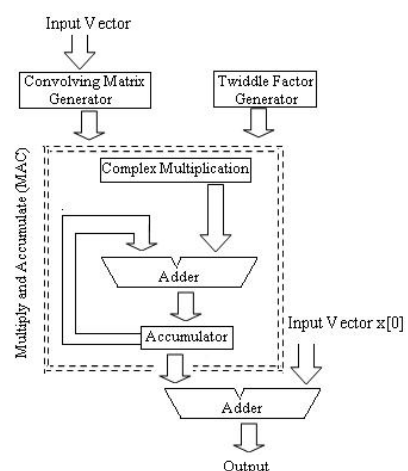 Input Vector
Convolving Matrix
Generator
Twiddle Factor
Generator
Multiply and Accumulate (MAC)
Complex Multiplication
Adder
Accumulator
Input Vector x[0]
Adder
Output